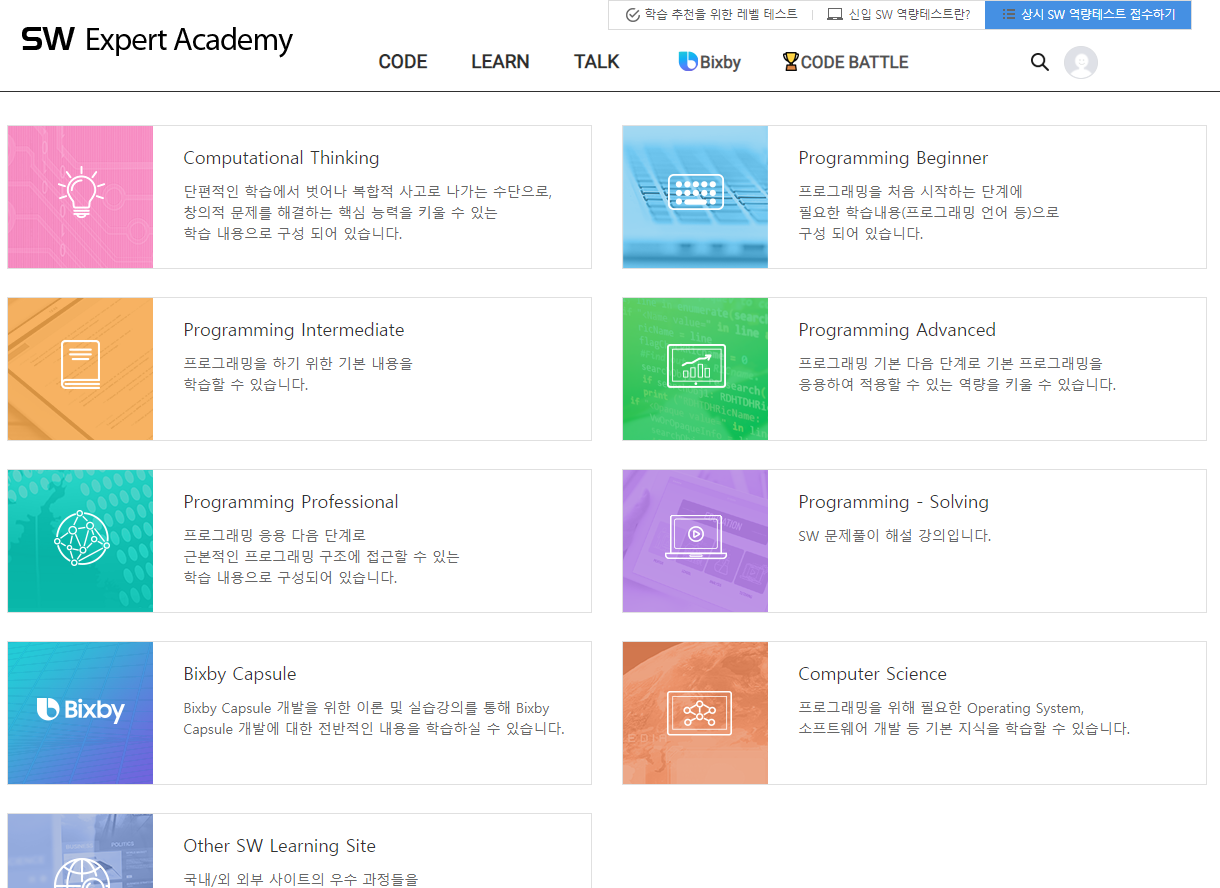 학습 추천을 위한 레벨 테스트
신입 SW 역량테스트란?
상시 SW 역량테스트 접수하기
SW Expert Academy
CODE
LEARN
TALK
Bixby
CODE BATTLE
Computational Thinking
단편적인 학습에서 벗어나 복합적 사고로 나가는 수단으로,
창의적 문제를 해결하는 핵심 능력을 키울 수 있는
학습 내용으로 구성 되어 있습니다.
Programming Beginner
프로그래밍을 처음 시작하는 단계에
필요한 학습내용(프로그래밍 언어 등)으로
구성 되어 있습니다.
Programming Intermediate
프로그래밍을 하기 위한 기본 내용을
학습할 수 있습니다.
Programming Advanced
프로그래밍 기본 다음 단계로 기본 프로그래밍을
응용하여 적용할 수 있는 역량을 키울 수 있습니다.
Programming Professional
프로그래밍 응용 다음 단계로
근본적인 프로그래밍 구조에 접근할 수 있는
학습 내용으로 구성되어 있습니다.
Programming - Solving
SW 문제풀이 해설 강의입니다.
Bixby
Bixby Capsule
Bixby Capsule 개발을 위한 이론 및 실습강의를 통해 Bixby
Capsule 개발에 대한 전반적인 내용을 학습하실 수 있습니다.
Computer Science
프로그래밍을 위해 필요한 Operating System,
소프트웨어 개발 등 기본 지식을 학습할 수 있습니다.
Other SW Learning Site
국내/외 외부 사이트의 우수 과정들을